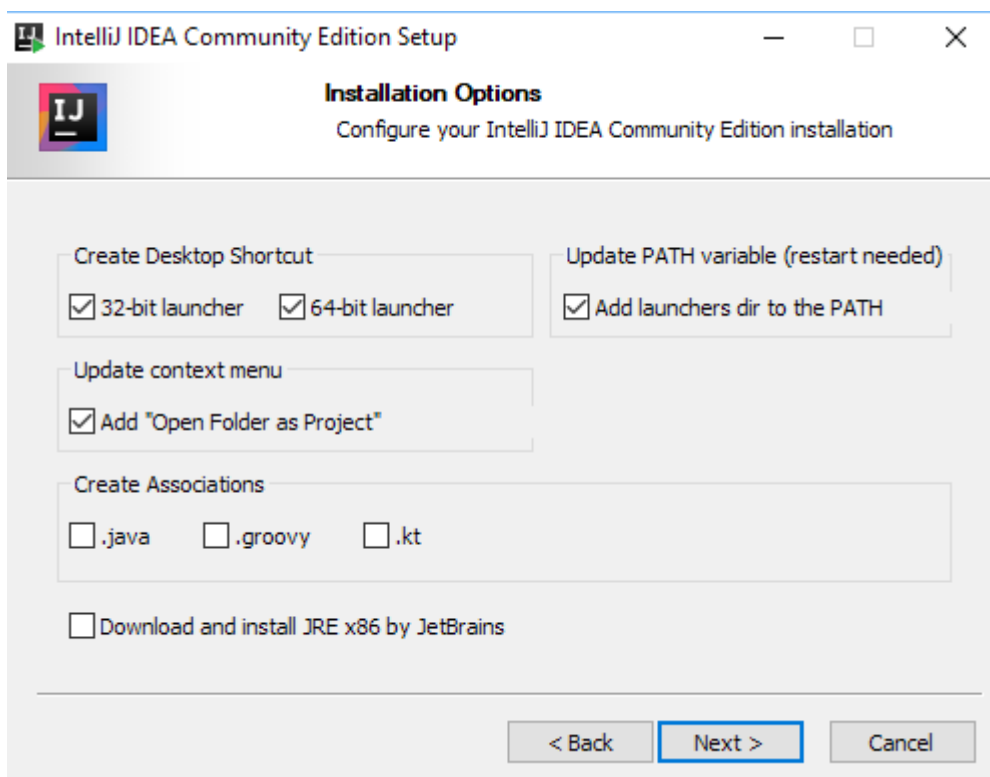 IntelliJ IDEA Community Edition Setup
IJ
Installation Options
Configure your IntelliJ IDEA Community Edition installation
Create Desktop Shortcut
32-bit launcher 64-bit launcher
Update PATH variable (restart needed)
Add launchers dir to the PATH
Update context menu
Add "Open Folder as Project"
Create Associations
.java .groovy .kt
Download and install JRE x86 by JetBrains
< Back Next > Cancel